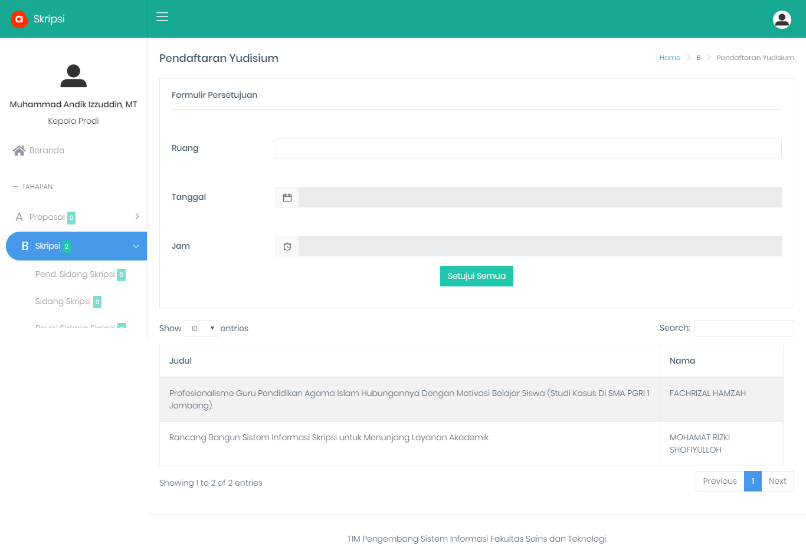 a Skripsi
Muhammad Andik Izzuddin, MT
Kepala Prodi
Beranda
TAHAPAN
A Proposal 0
B Skripsi 2
Pend. Sidang Skripsi 0
Sidang Skripsi 0
Revisi Sidang Skripsi
Pendaftaran Yudisium
Home > B > Pendaftaran Yudisium
Formulir Persetujuan
Ruang
Tanggal
Jam
Setujui Semua
Show 10 entries
Search:
Judul Nama
Profesionalisme Guru Pendidikan Agama Islam Hubungannya Dengan Motivasi Belajar Siswa (Studi Kasus Di SMA PGRI 1
Jombang). FACHRIZAL HAMZAH
Rancang Bangun Sistem Informasi Skripsi untuk Menunjang Layanan Akademik MOHAMAT RIZKI
SHOFIYULLOH
Showing 1 to 2 of 2 entries
Previous 1 Next
TIM Pengembang Sistem Informasi Fakultas Sains dan Teknologi